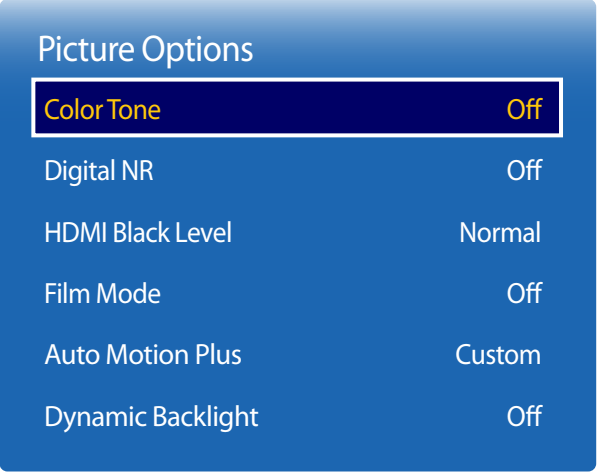 Picture Options
Color Tone Off
Digital NR Off
HDMI Black Level Normal
Film Mode Off
Auto Motion Plus Custom
Dynamic Backlight Off